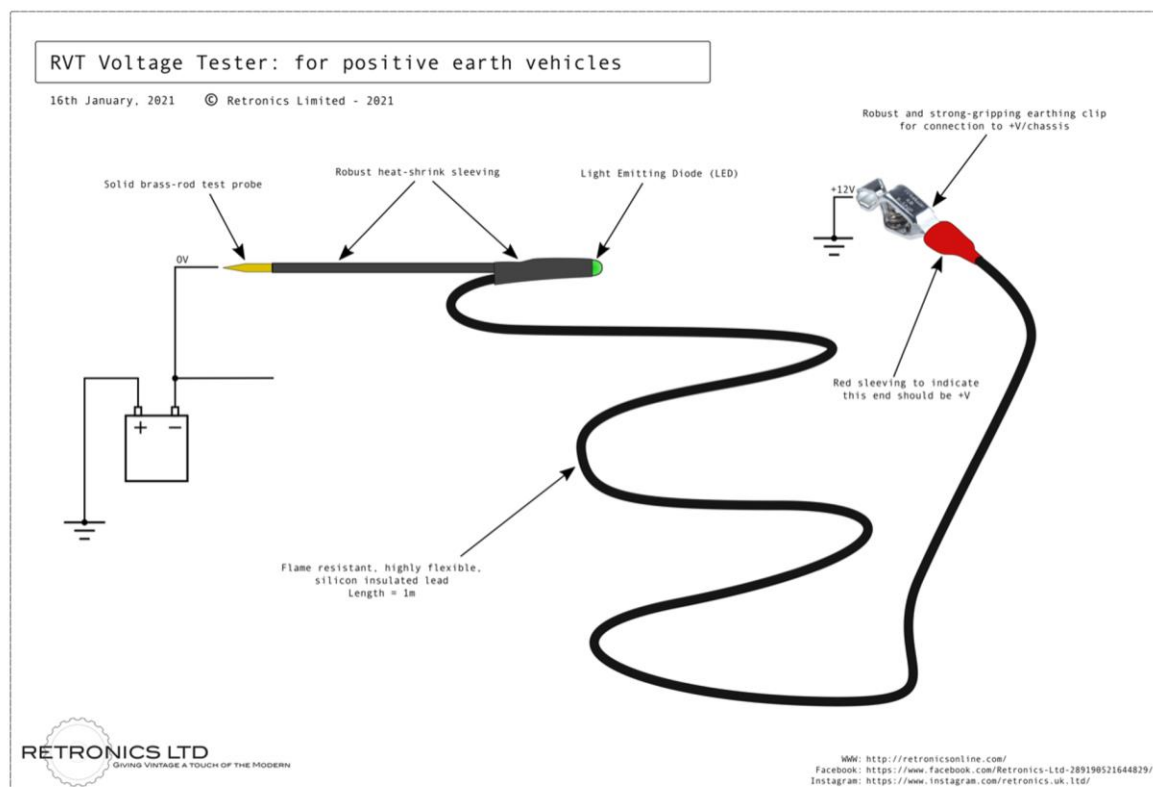 RVT Voltage Tester: for positive earth vehicles
16th January, 2021 © Retronics Limited - 2021
Robust and strong-gripping earthing clip
for connection to +V/chassis
Solid brass-rod test probe
Robust heat-shrink sleeving
Light Emitting Diode (LED)
+12V
0V
Red sleeving to indicate
this end should be +V
+ −
Flame resistant, highly flexible,
silicon insulated lead
Length = 1m
RETRONICS LTD
GIVING VINTAGE A TOUCH OF THE MODERN
WWW: http://retronicsonline.com/
Facebook: https://www.facebook.com/Retronics-Ltd-289190521644829/
Instagram: https://www.instagram.com/retronics.uk.ltd/